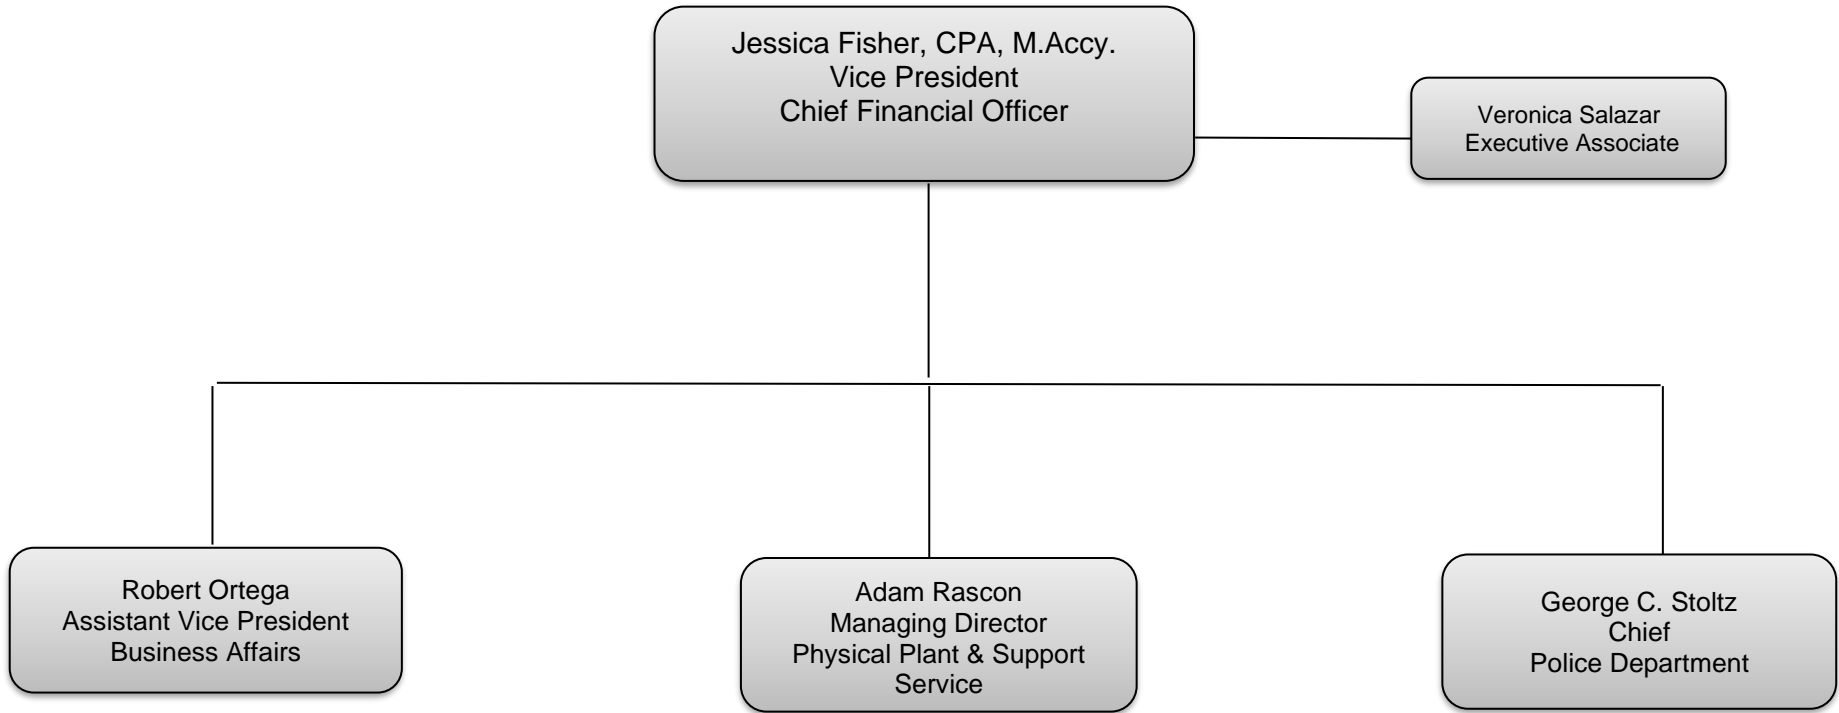 Jessica Fisher, CPA, M.Accy.
Vice President
Chief Financial Officer
Veronica Salazar
Executive Associate
Robert Ortega
Assistant Vice President
Business Affairs
Adam Rascon
Managing Director
Physical Plant & Support
Service
George C. Stoltz
Chief
Police Department